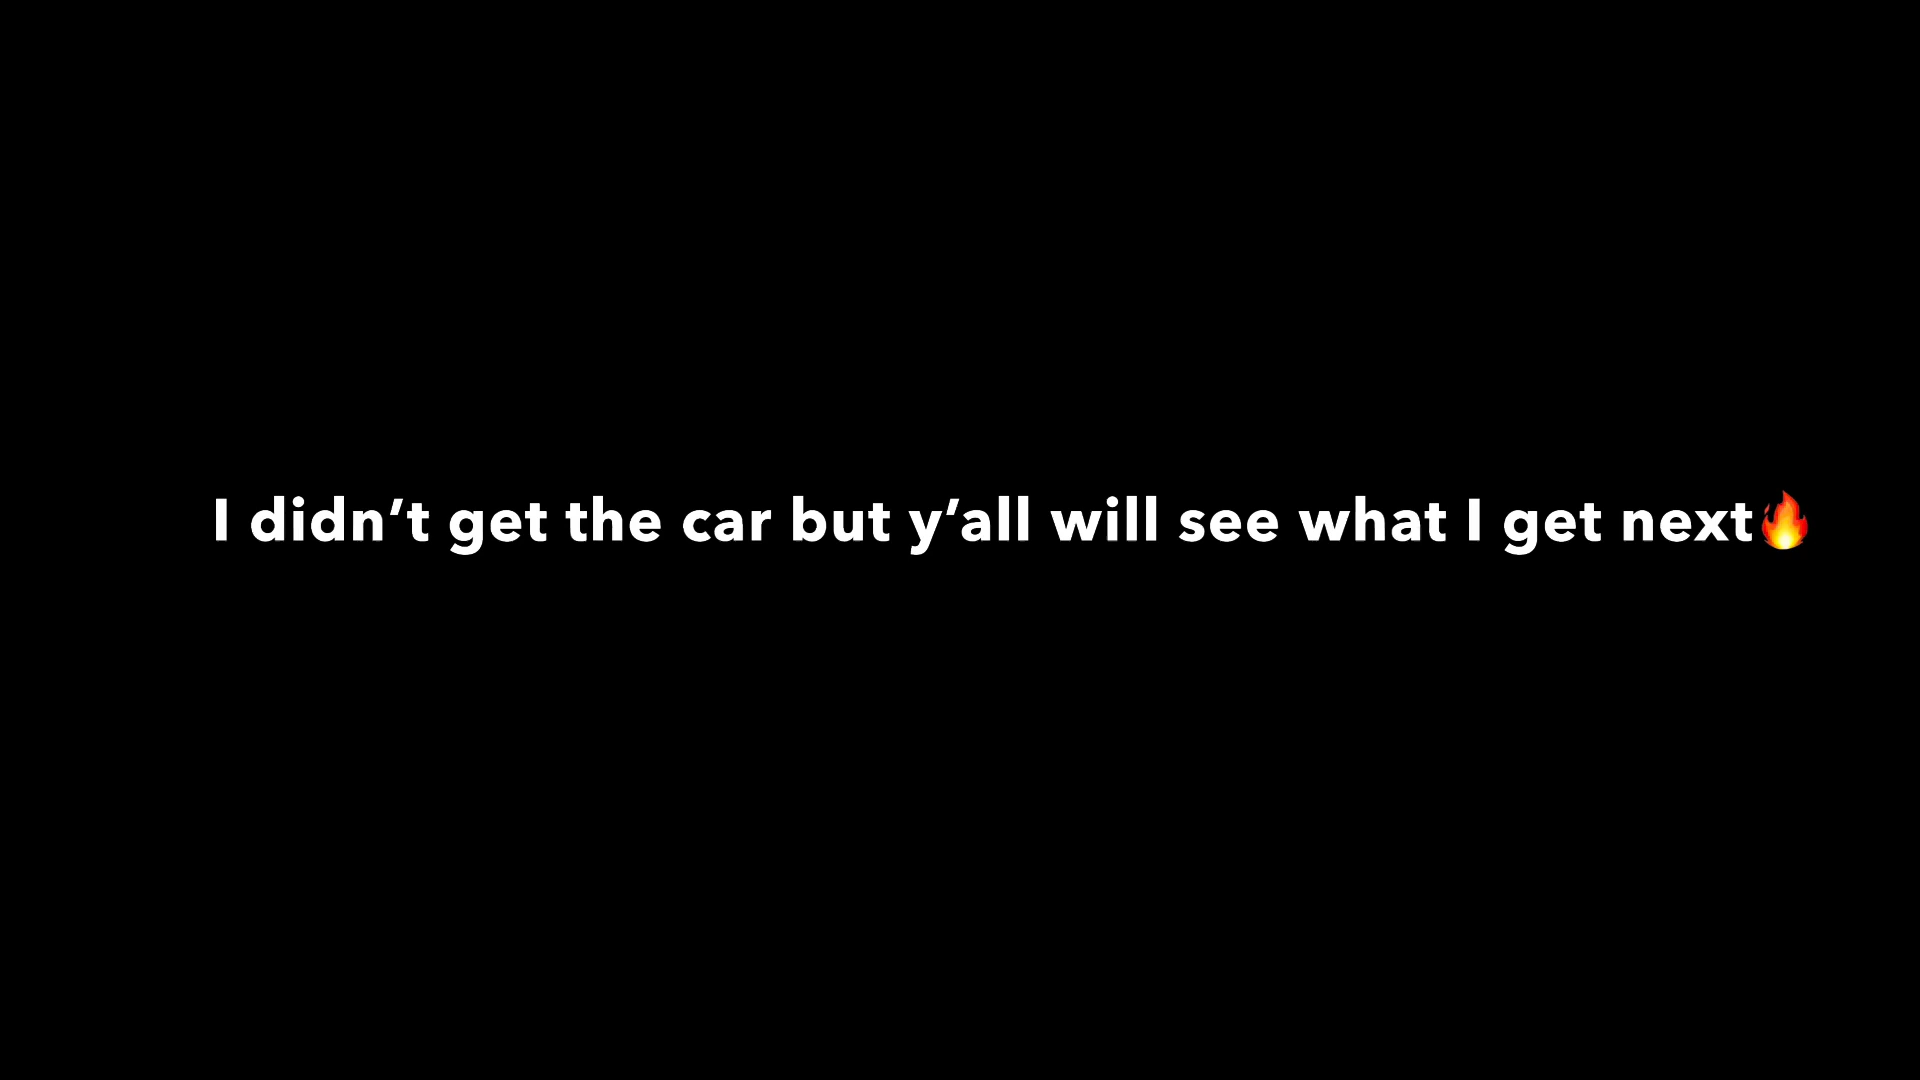 I didn’t get the car but y’all will see what I get next🔥